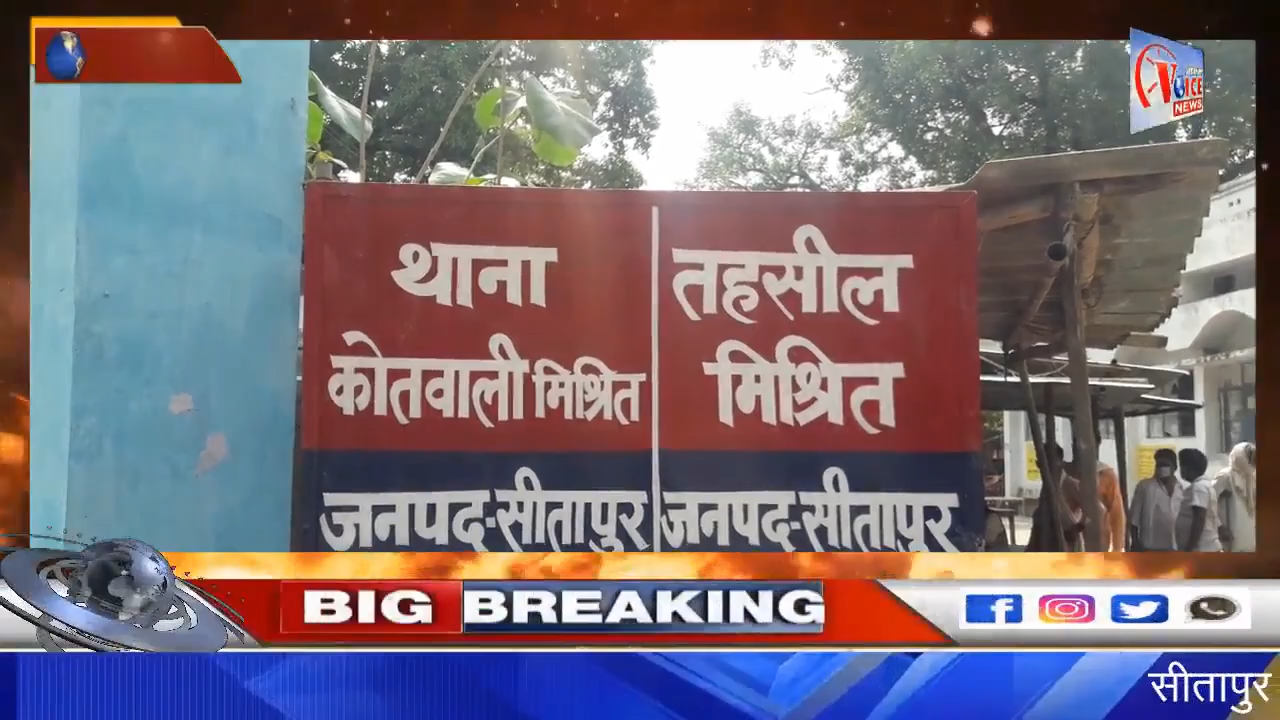 VOICE
NEWS
थाना
कोतवाली मिश्रित
जनपद-सीतापुर
तहसील
मिश्रित
जनपद-सीतापुर
BIG BREAKING
सीतापुर